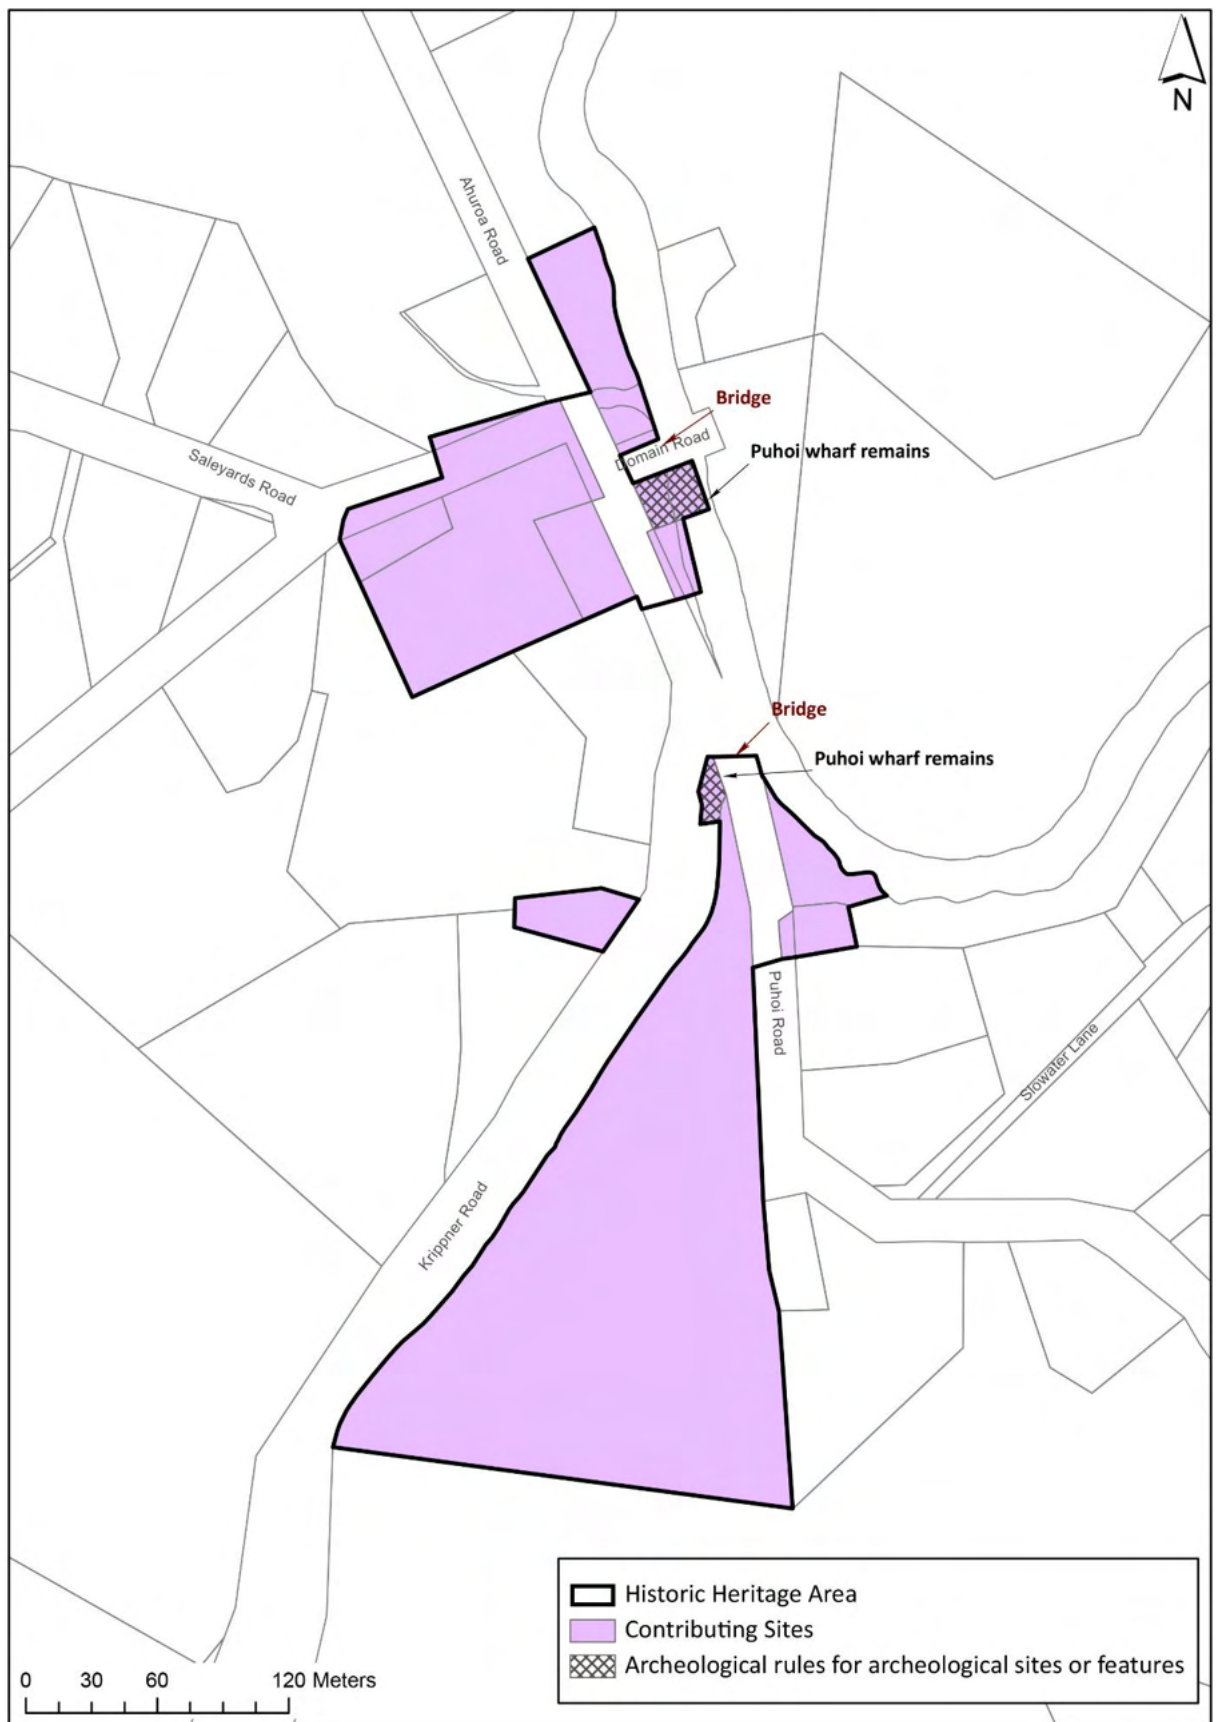 N
Ahuroa Road
Bridge
Domain Road
Puhoi wharf remains
Saleyards Road
Bridge
Puhoi wharf remains
Puhoi Road
Slowater Lane
Krippner Road
Historic Heritage Area
Contributing Sites
Archeological rules for archeological sites or features
0 30 60 120 Meters